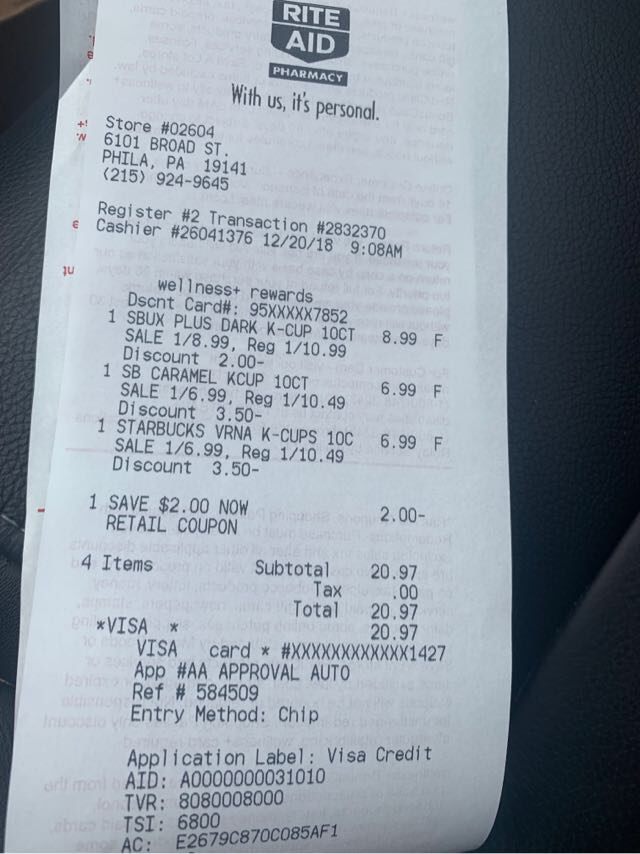 RITE
AID
PHARMACY
With us, it's personal.
Store #02604
6101 BROAD ST.
PHILA, PA 19141
(215) 924-9645
Register #2 Transaction #2832370
Cashier #26041376 12/20/18 9:08AM
wellness+ rewards
Dscnt Card#: 95XXXXX7852
1 SBUX PLUS DARK K-CUP 10CT 8.99 F
SALE 1/8.99, Reg 1/10.99
Discount 2.00-
1 SB CARAMEL KCUP 10CT 6.99 F
SALE 1/6.99, Reg 1/10.49
Discount 3.50-
1 STARBUCKS VRNA K-CUPS 10C 6.99 F
SALE 1/6.99, Reg 1/10.49
Discount 3.50-
1 SAVE $2.00 NOW 2.00-
RETAIL COUPON
4 Items Subtotal 20.97
Tax .00
Total 20.97
*VISA * 20.97
VISA card * #XXXXXXXXXXXX1427
App #AA APPROVAL AUTO
Ref # 584509
Entry Method: Chip
Application Label: Visa Credit
AID: A0000000031010
TVR: 8080008000
TSI: 6800
AC: E2679C870C085AF1